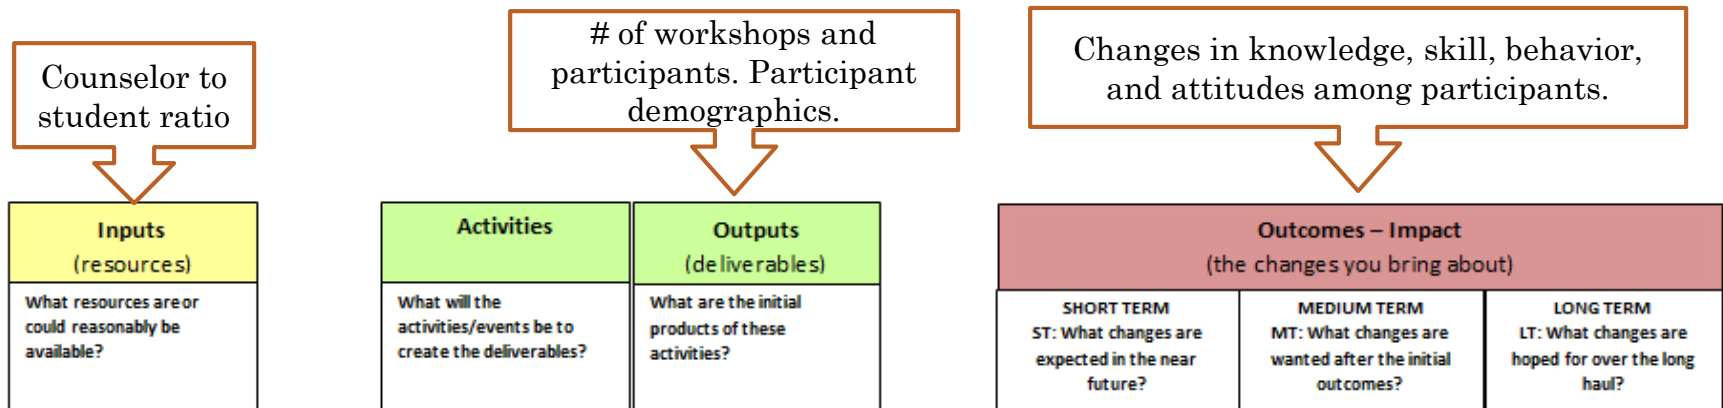 Counselor to
student ratio
# of workshops and
participants. Participant
demographics.
Changes in knowledge, skill, behavior,
and attitudes among participants.
Inputs
(resources)
What resources are or
could reasonably be
available?
Activities
What will the
activities/events be to
create the deliverables?
Outputs
(deliverables)
What are the initial
products of these
activities?
Outcomes – Impact
(the changes you bring about)
SHORT TERM
ST: What changes are
expected in the near
future?
MEDIUM TERM
MT: What changes are
wanted after the initial
outcomes?
LONG TERM
LT: What changes are
hoped for over the long
haul?